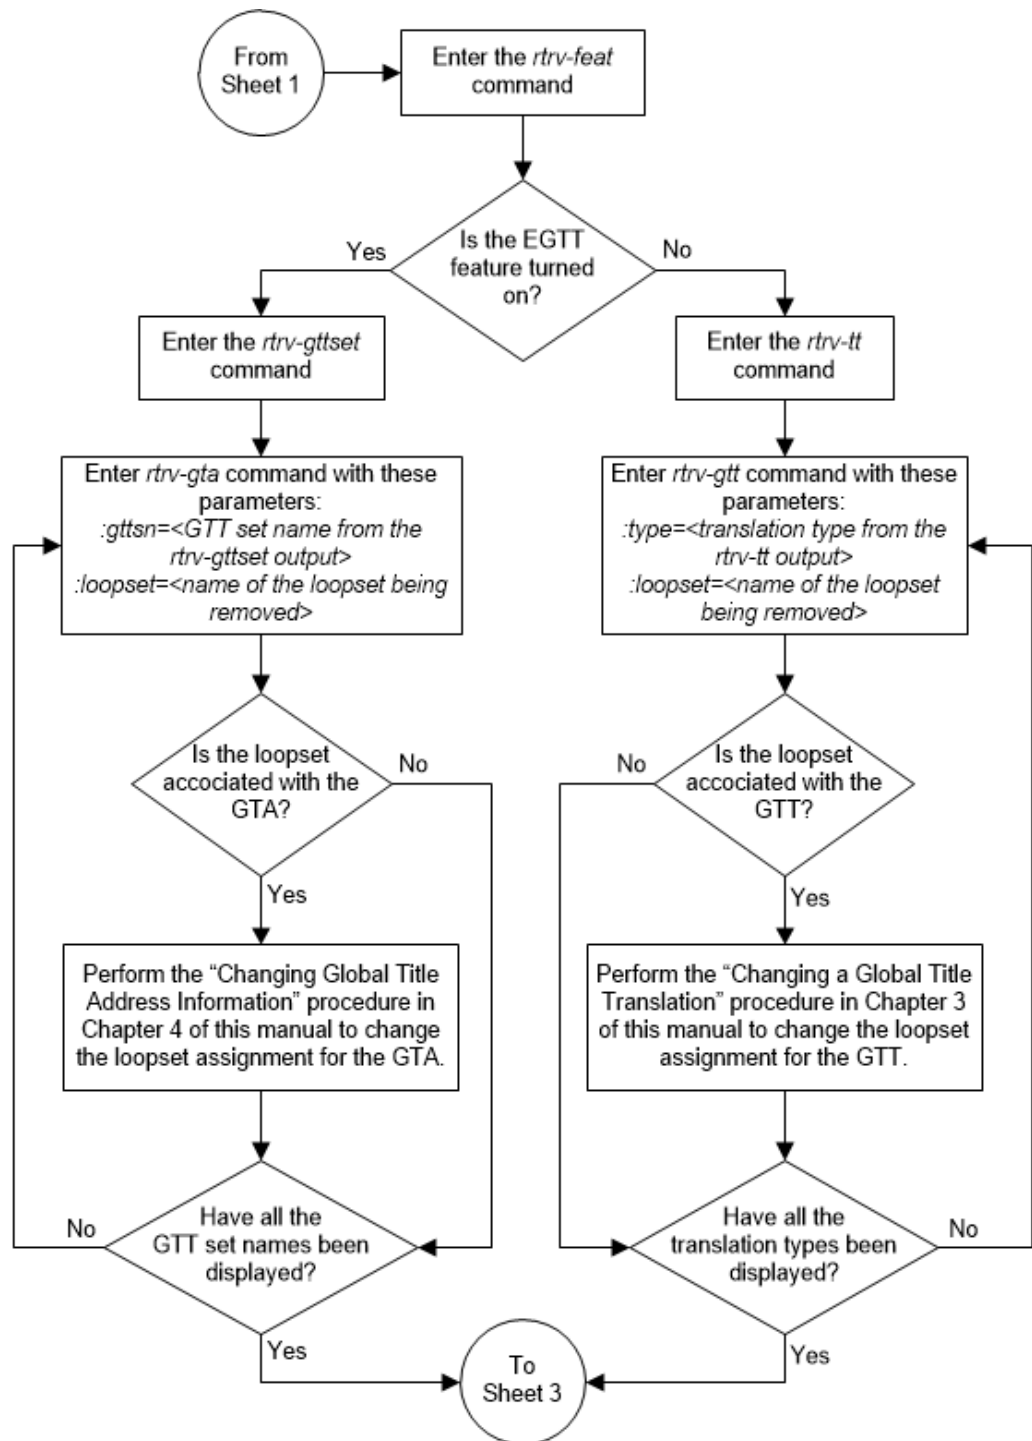 From
Sheet 1
Enter the rtrv-feat
command
Is the EGTT
feature turned
on?
Yes
No
Enter the rtrv-gttset
command
Enter the rtrv-tt
command
Enter rtrv-gta command with these
parameters:
:gttsn=<GTT set name from the
rtrv-gttset output>
:loopset=<name of the loopset being
removed>
Enter rtrv-gtt command with these
parameters:
:type=<translation type from the
rtrv-tt output>
:loopset=<name of the loopset
being removed>
Is the loopset
accociated with the
GTA?
No
Yes
No
Is the loopset
accociated with the
GTT?
Yes
Perform the “Changing Global Title
Address Information” procedure in
Chapter 4 of this manual to change
the loopset assignment for the GTA.
Perform the “Changing a Global Title
Translation” procedure in Chapter 3
of this manual to change the loopset
assignment for the GTT.
No
Have all the
GTT set names been
displayed?
Yes
Have all the
translation types been
displayed?
No
Yes
To
Sheet 3